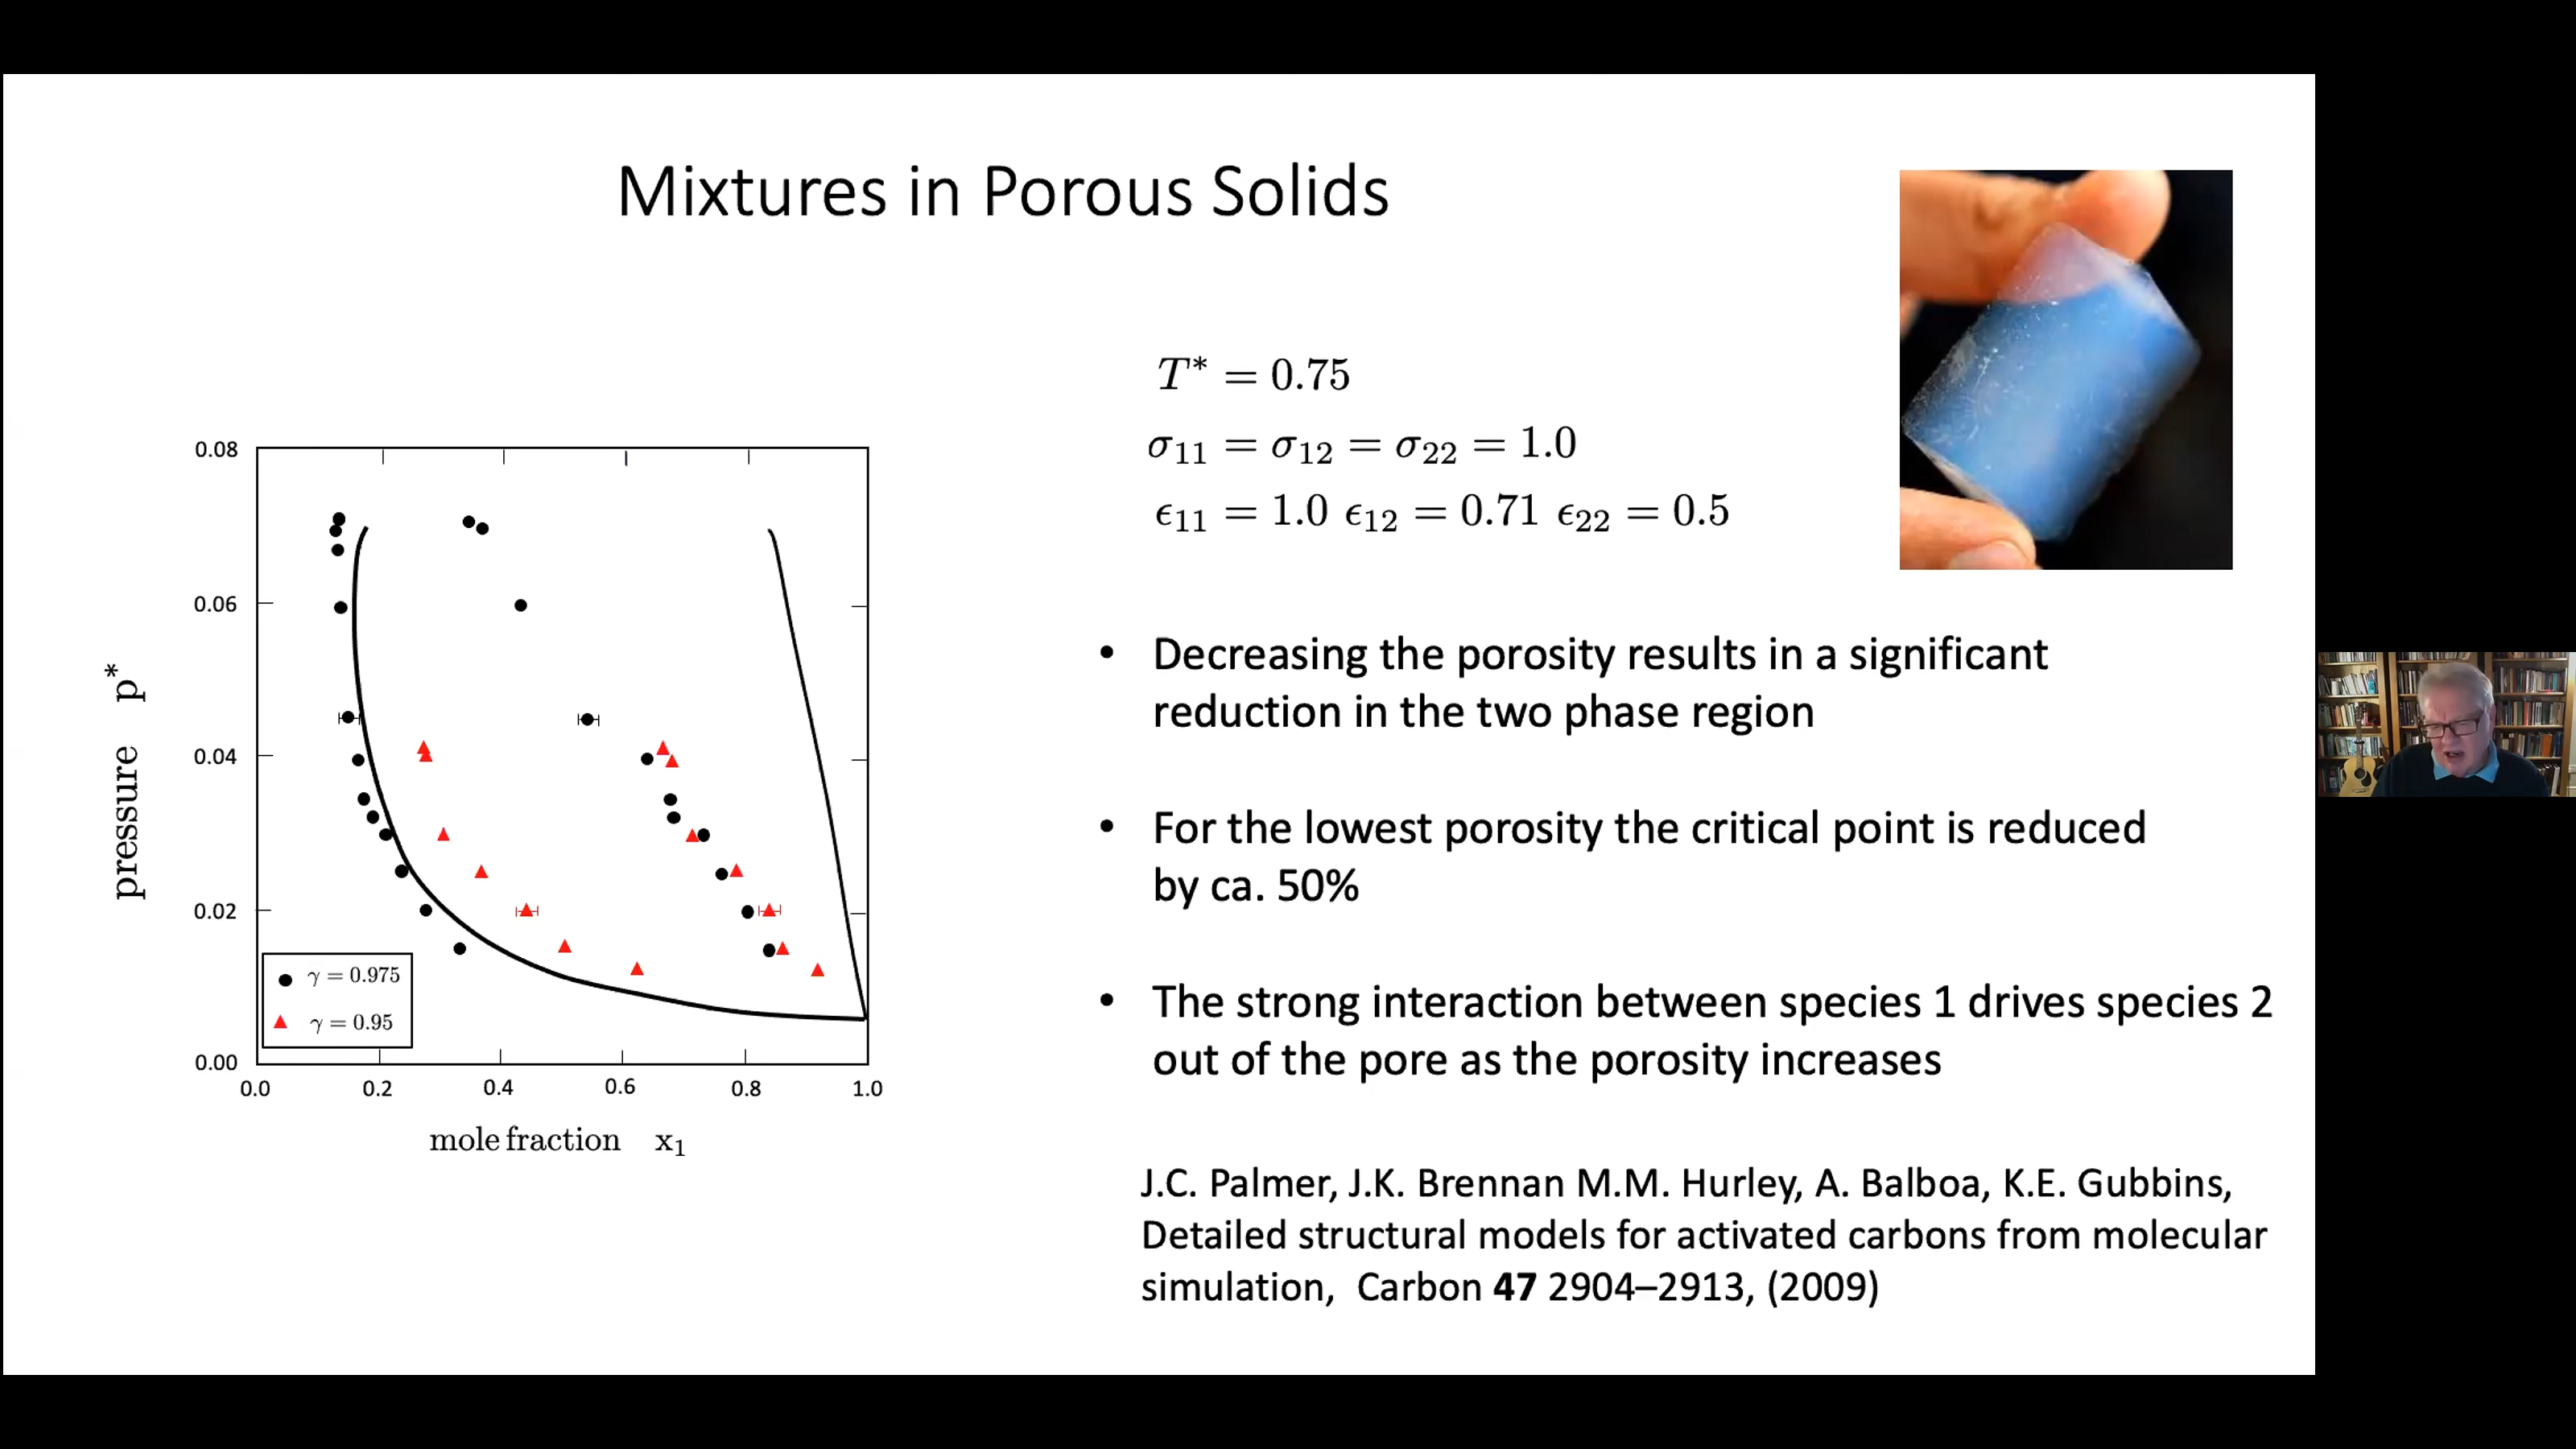 Mixtures in Porous Solids
T* = 0.75
σ11 = σ12 = σ22 = 1.0
ϵ11 = 1.0 ϵ12 = 0.71 ϵ22 = 0.5
0.08
0.06
0.04
0.02
0.00
pressure p*
γ = 0.975
γ = 0.95
0.0 0.2 0.4 0.6 0.8 1.0
mole fraction x1
• Decreasing the porosity results in a significant
reduction in the two phase region
• For the lowest porosity the critical point is reduced
by ca. 50%
• The strong interaction between species 1 drives species 2
out of the pore as the porosity increases
J.C. Palmer, J.K. Brennan M.M. Hurley, A. Balboa, K.E. Gubbins,
Detailed structural models for activated carbons from molecular
simulation, Carbon 47 2904–2913, (2009)